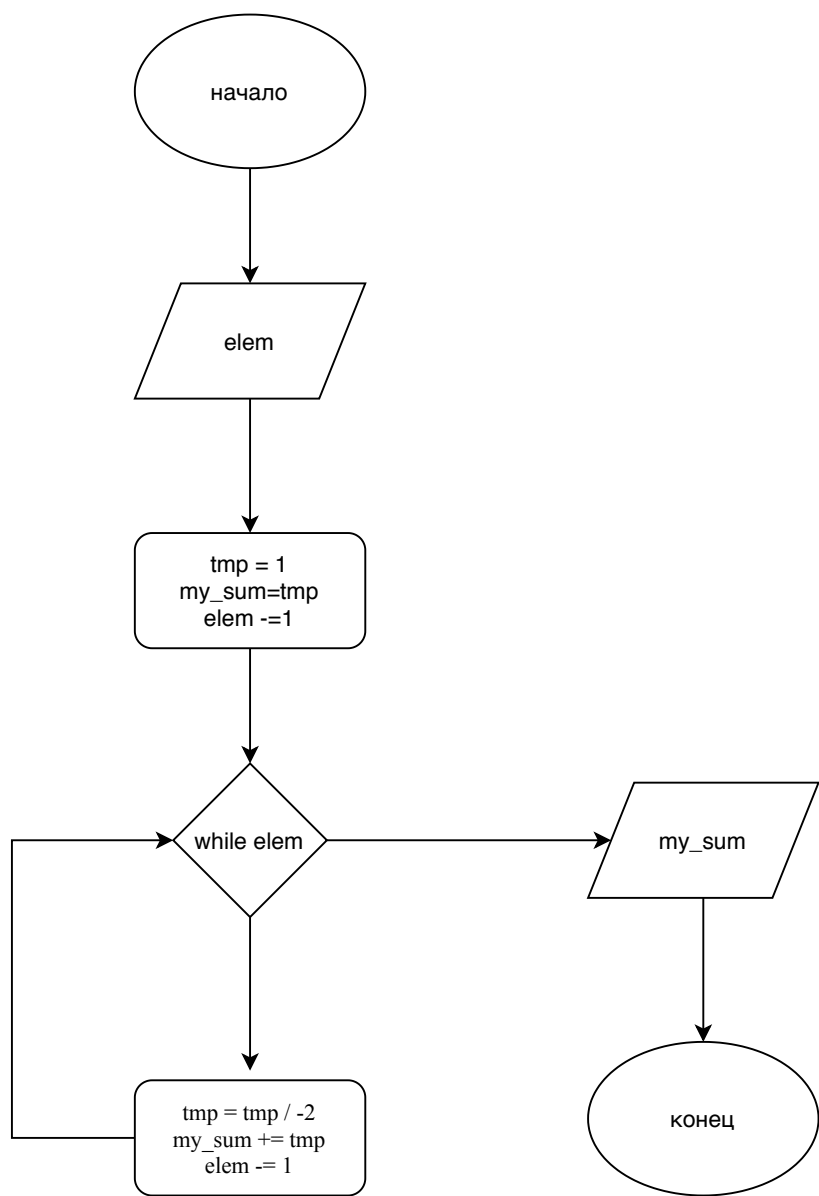 начало
elem
tmp = 1
my_sum=tmp
elem -=1
while elem
my_sum
tmp = tmp / -2
my_sum += tmp
elem -= 1
конец